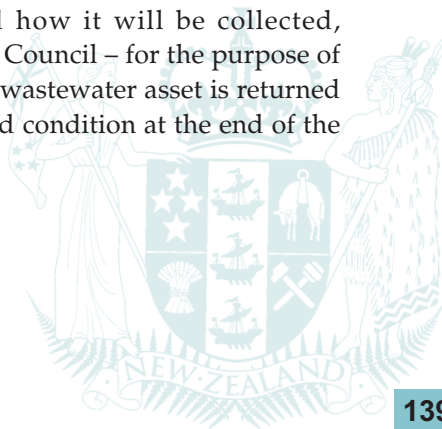 how it will be collected,
Council – for the purpose of
wastewater asset is returned
d condition at the end of the
NEW ZEALAND
139